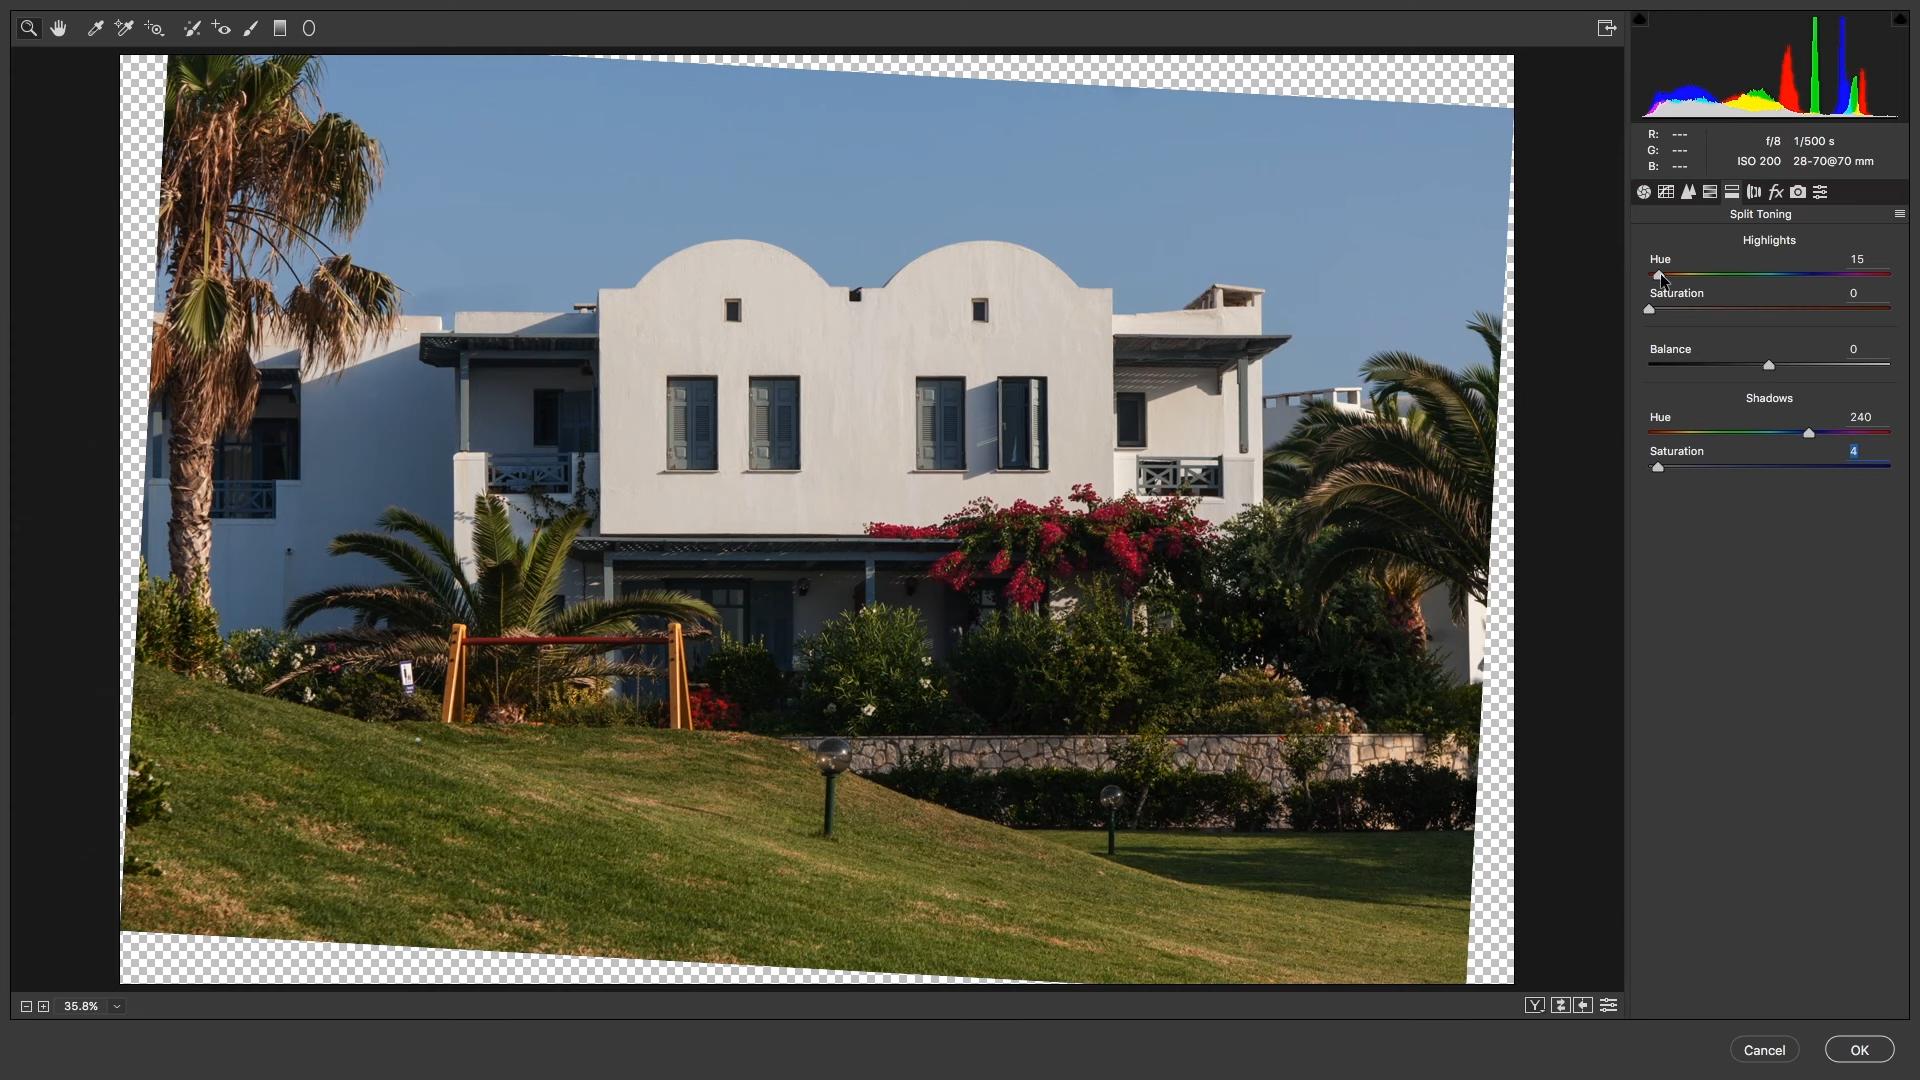 R: ---
G: ---
B: ---
f/8 1/500 s
ISO 200 28-70@70 mm
fx
Split Toning
Highlights
Hue 15
Saturation 0
Balance 0
Shadows
Hue 240
Saturation 4
35.8%
Y
Cancel
OK